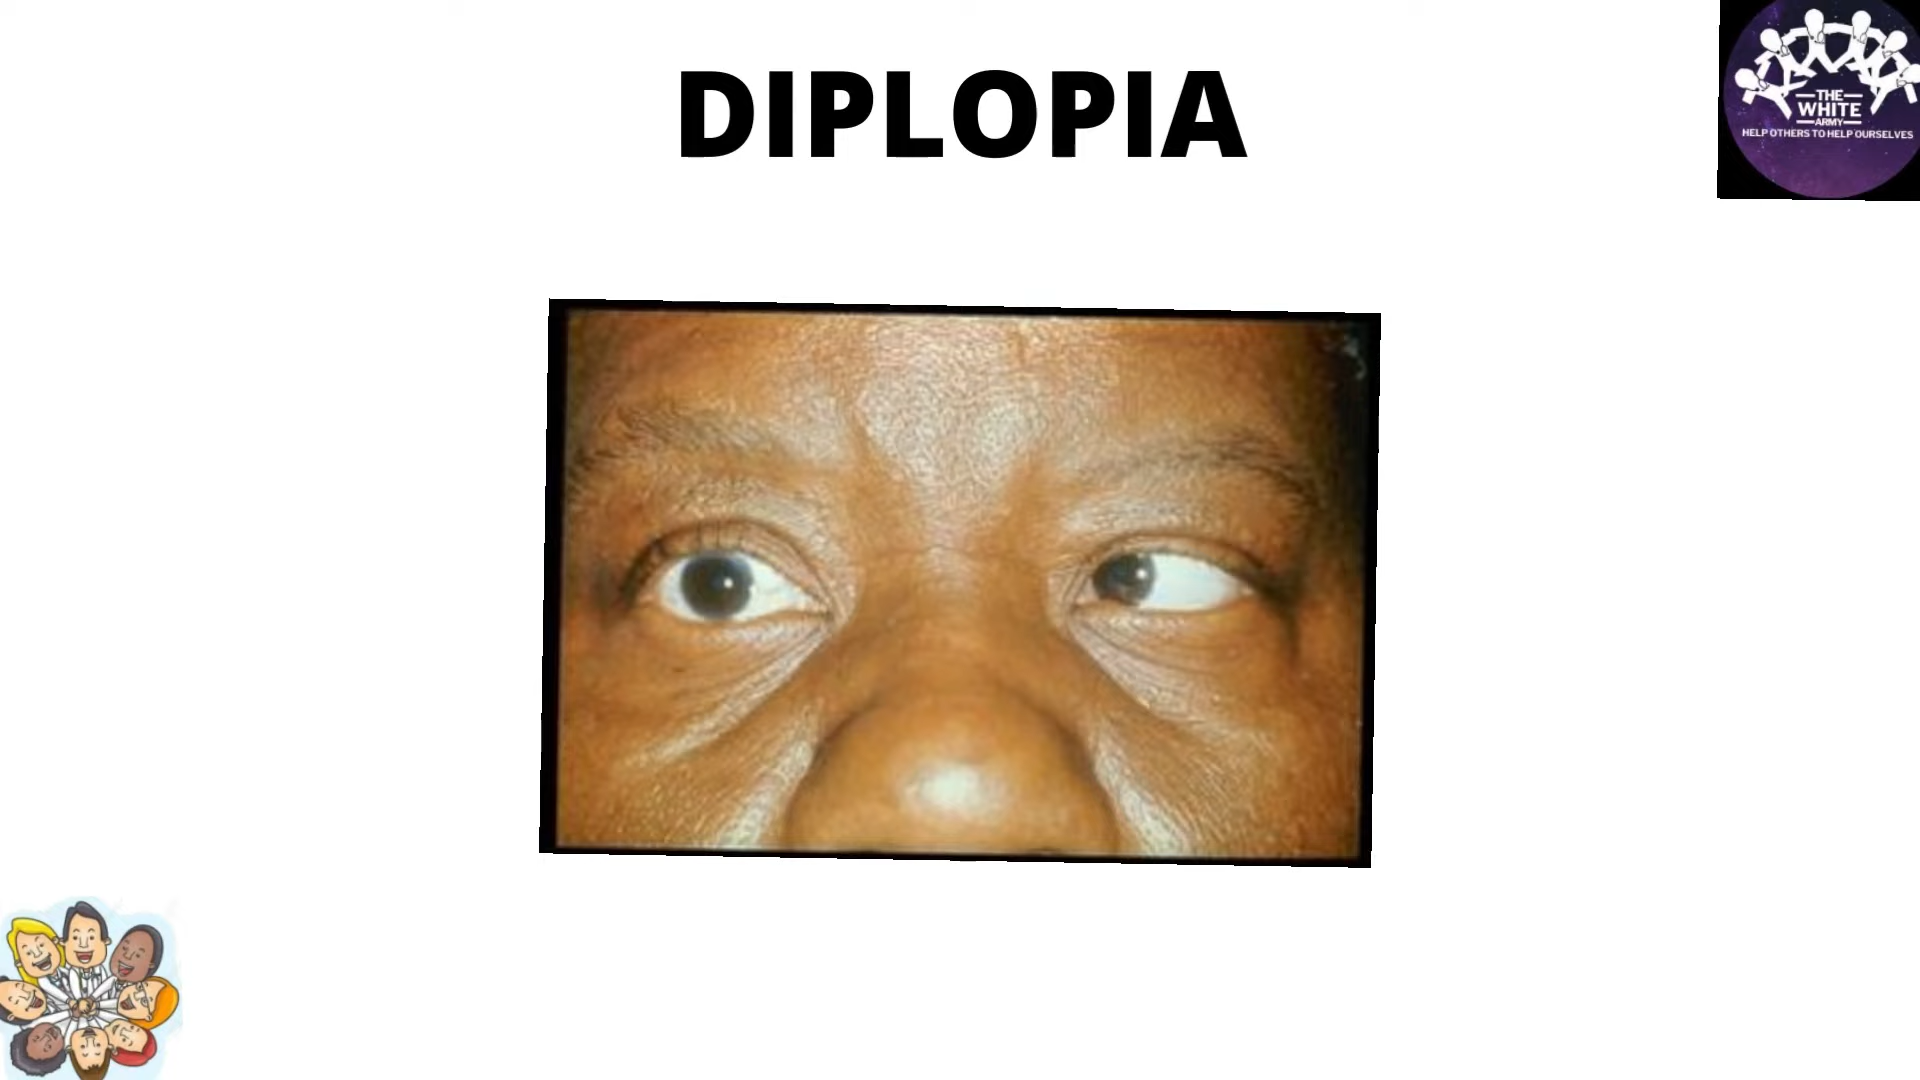 DIPLOPIA
THE
WHITE
ARMY
HELP OTHERS TO HELP OURSELVES